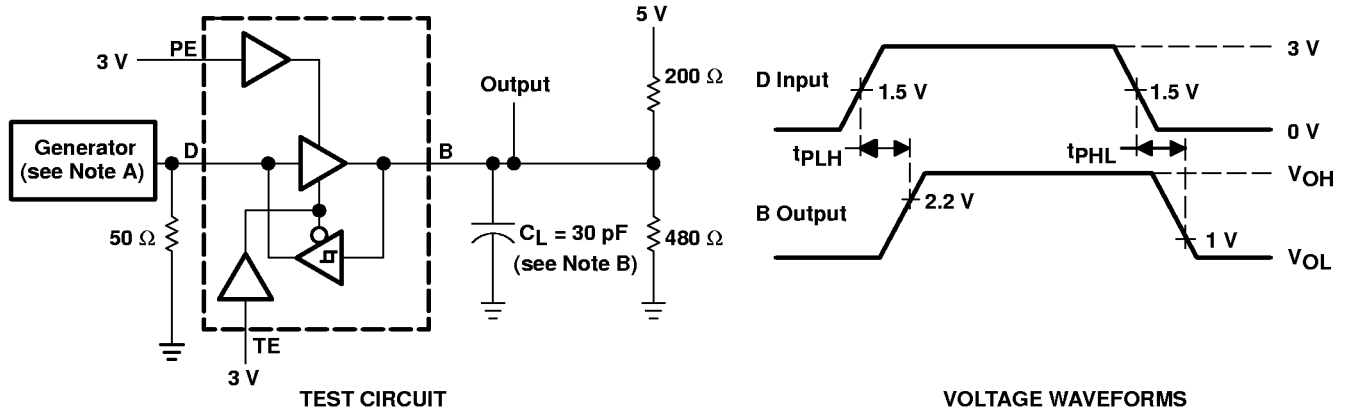 5 V
PE
3 V
200 Ω
Output
Generator
(see Note A)
D
B
50 Ω
CL = 30 pF
(see Note B)
480 Ω
TE
3 V
TEST CIRCUIT
3 V
D Input
1.5 V
1.5 V
0 V
tPLH
tPHL
VOH
2.2 V
B Output
1 V
VOL
VOLTAGE WAVEFORMS